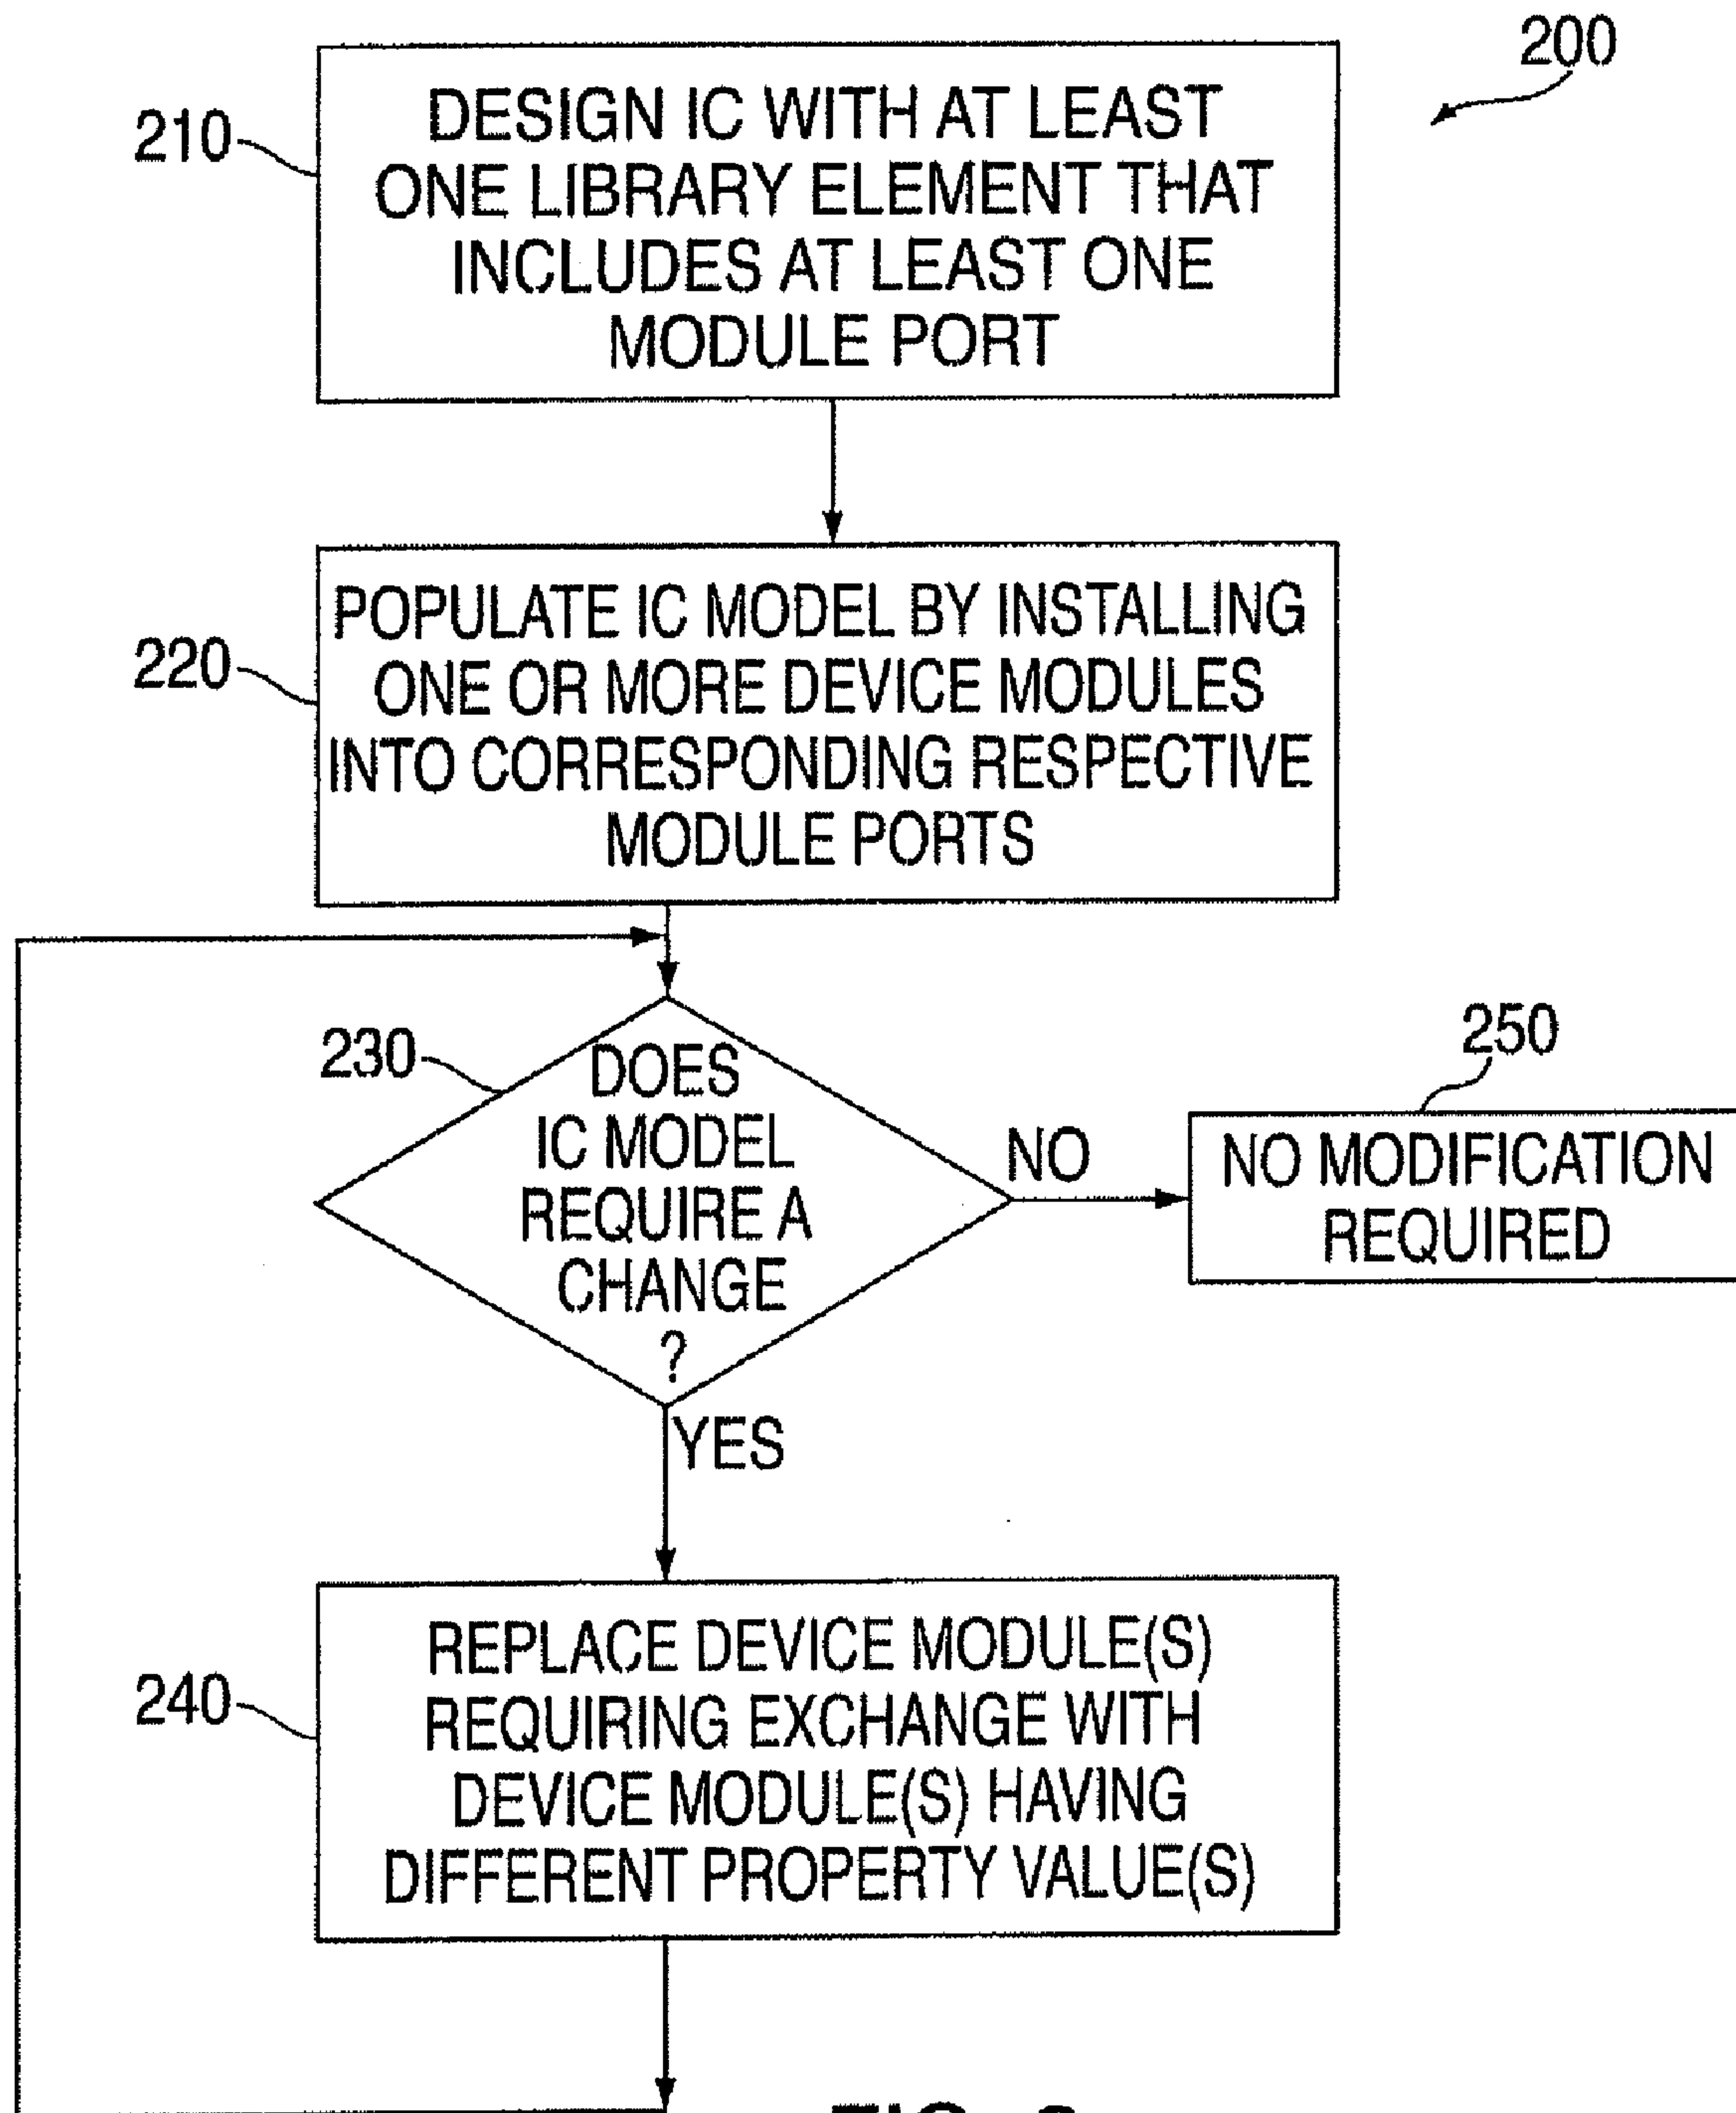 200
210
DESIGN IC WITH AT LEAST
ONE LIBRARY ELEMENT THAT
INCLUDES AT LEAST ONE
MODULE PORT
220
POPULATE IC MODEL BY INSTALLING
ONE OR MORE DEVICE MODULES
INTO CORRESPONDING RESPECTIVE
MODULE PORTS
230
DOES
IC MODEL
REQUIRE A
CHANGE
?
NO
250
NO MODIFICATION
REQUIRED
YES
240
REPLACE DEVICE MODULE(S)
REQUIRING EXCHANGE WITH
DEVICE MODULE(S) HAVING
DIFFERENT PROPERTY VALUE(S)